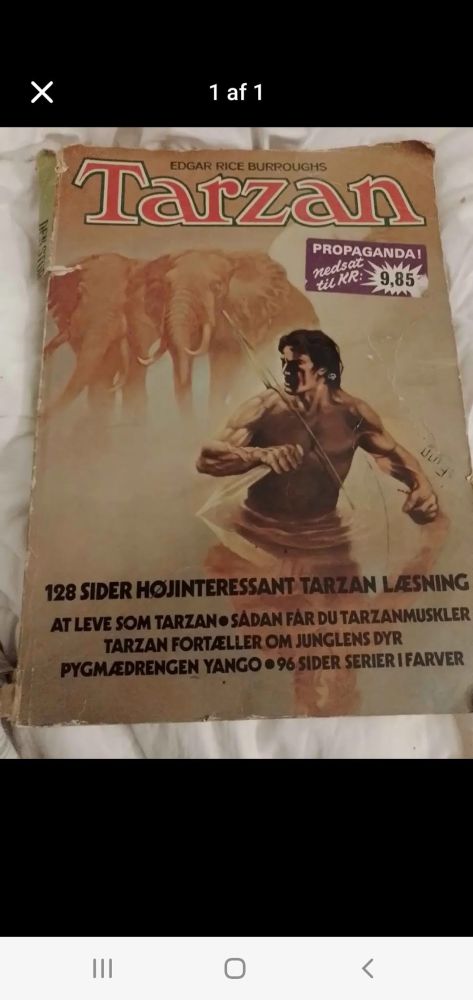 1 af 1
EDGAR RICE BURROUGHS
Tarzan
PROPAGANDA!
nedsat
til KR: 9,85
128 SIDER HØJINTERESSANT TARZAN LÆSNING
AT LEVE SOM TARZAN ● SÅDAN FÅR DU TARZANMUSKLER
TARZAN FORTÆLLER OM JUNGLENS DYR
PYGMÆDRENGEN YANGO ● 96 SIDER SERIER I FARVER